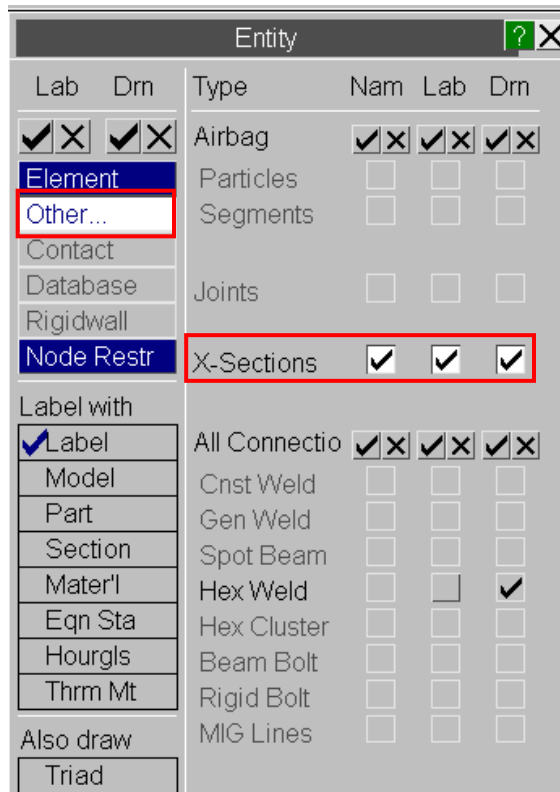 Entity ?
Lab Drn
Element
Other...
Contact
Database
Rigidwall
Node Restr
Label with
Label
Model
Part
Section
Mater'l
Eqn Sta
Hourgls
Thrm Mt
Also draw
Triad
Type Nam Lab Drn
Airbag
Particles
Segments
Joints
X-Sections
All Connectio
Cnst Weld
Gen Weld
Spot Beam
Hex Weld
Hex Cluster
Beam Bolt
Rigid Bolt
MIG Lines